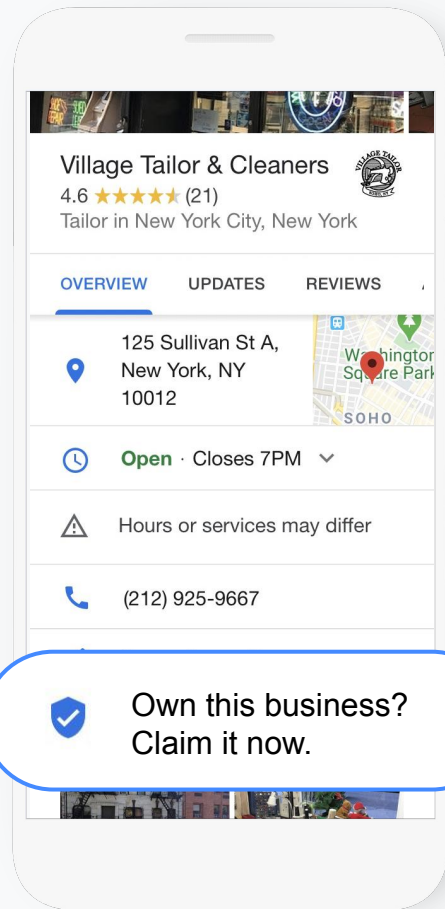 Village Tailor & Cleaners
4.6 ★★★★★ (21)
Tailor in New York City, New York
VILLAGE TAILOR
OVERVIEW UPDATES REVIEWS
125 Sullivan St A,
New York, NY
10012
Square Park
SOHO
Open · Closes 7PM
Hours or services may differ
(212) 925-9667
Own this business?
Claim it now.